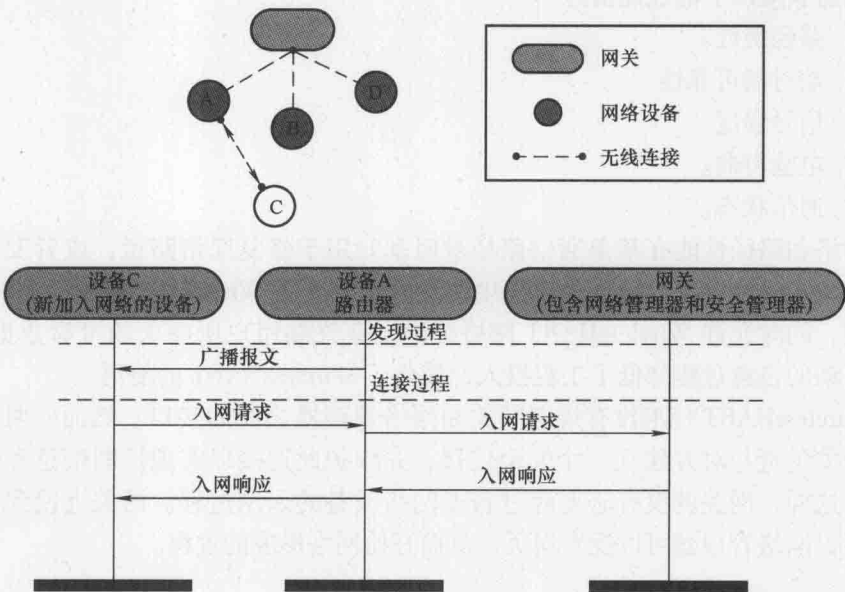 网关
A
D
B
网络设备
无线连接
C
设备C
(新加入网络的设备)
设备A
路由器
网关
(包含网络管理器和安全管理器)
发现过程
广播报文
连接过程
入网请求
入网请求
入网响应
入网响应